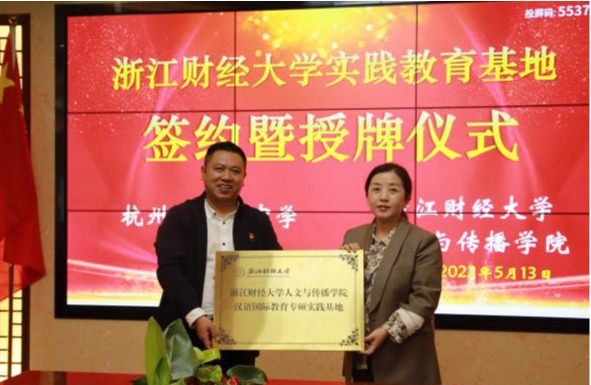 投屏码: 5537
浙江财经大学实践教育基地
签约暨授牌仪式
杭州 学
江财经大学
与传播学院
2022年5月13日
浙江财经大学
浙江财经大学人文与传播学院
汉语国际教育专硕实践基地